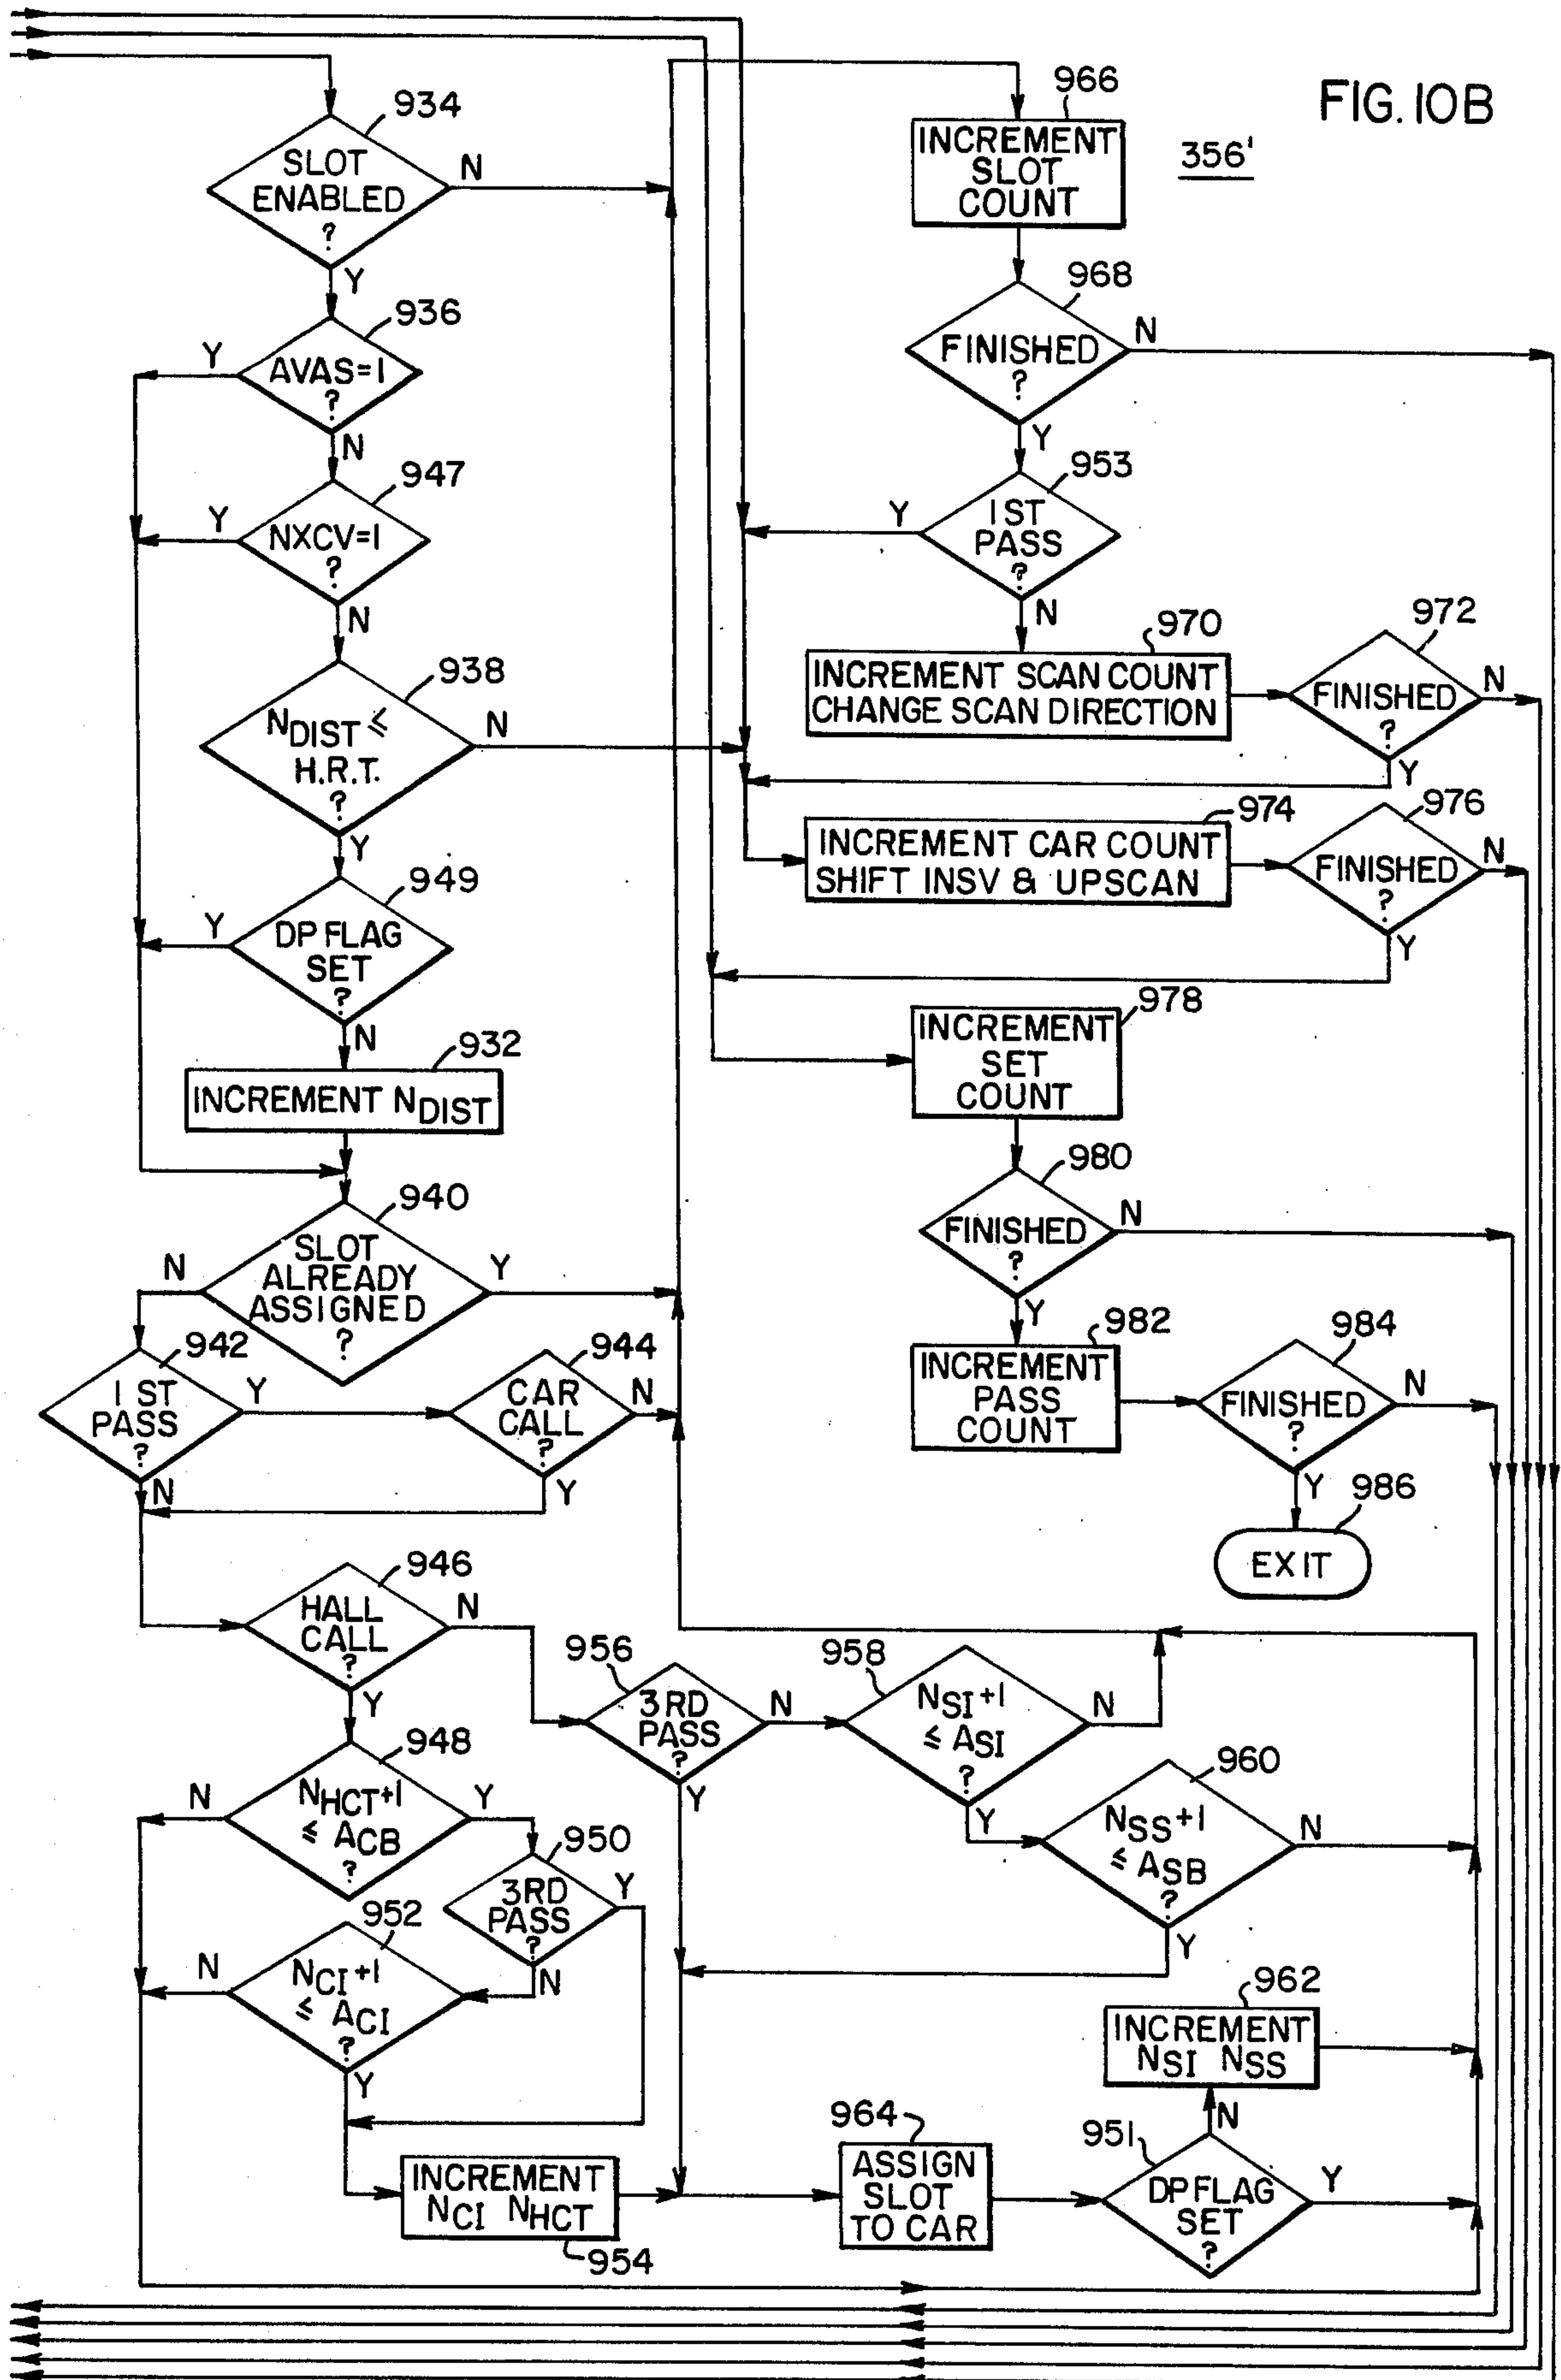 FIG. 10B
356'
934
SLOT
ENABLED
?
N
Y
936
AVAS=1
?
Y
N
947
NXCV=1
?
Y
N
938
NDIST ≤
H.R.T.
?
N
Y
949
DP FLAG
SET
?
Y
N
932
INCREMENT NDIST
940
SLOT
ALREADY
ASSIGNED
?
N
Y
942
1 ST
PASS
?
Y
N
944
CAR
CALL
?
N
Y
946
HALL
CALL
?
N
Y
948
NHCT+1
≤ ACB
?
N
Y
950
3RD
PASS
?
Y
N
952
NCI+1
≤ ACI
?
N
Y
INCREMENT
NCI NHCT
954
956
3RD
PASS
?
N
Y
958
NSI+1
≤ ASI
?
N
Y
960
NSS+1
≤ ASB
?
N
Y
962
INCREMENT
NSI NSS
964
ASSIGN
SLOT
TO CAR
951
DP FLAG
SET
?
N
Y
966
INCREMENT
SLOT
COUNT
968
FINISHED
?
N
Y
953
1 ST
PASS
?
Y
N
970
INCREMENT SCAN COUNT
CHANGE SCAN DIRECTION
972
FINISHED
?
N
Y
974
INCREMENT CAR COUNT
SHIFT INSV & UPSCAN
976
FINISHED
?
N
Y
978
INCREMENT
SET
COUNT
980
FINISHED
?
N
Y
982
INCREMENT
PASS
COUNT
984
FINISHED
?
N
Y
986
EXIT